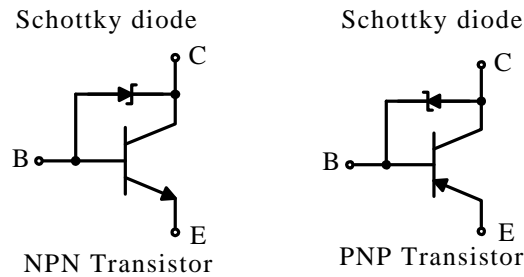 Schottky diode
C
B
E
NPN Transistor
Schottky diode
C
B
E
PNP Transistor